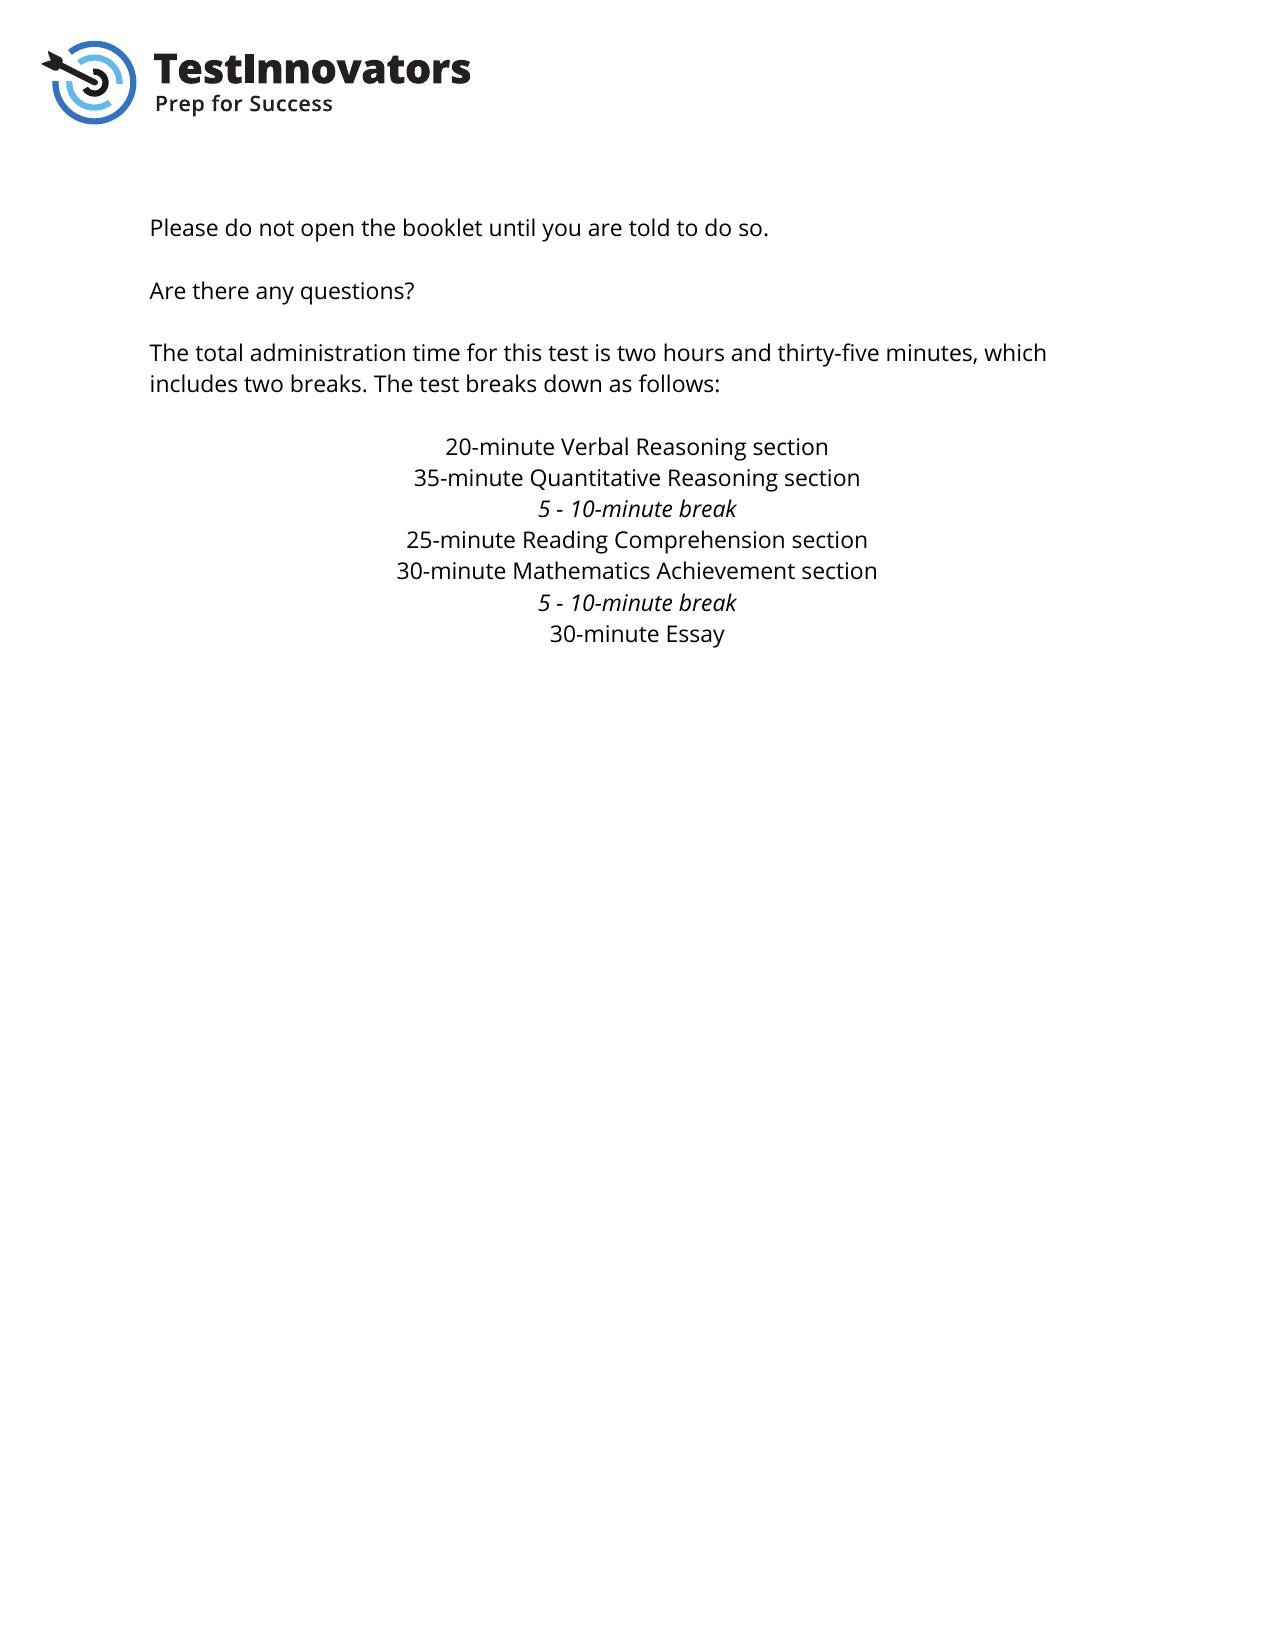 TestInnovators
Prep for Success
Please do not open the booklet until you are told to do so.
Are there any questions?
The total administration time for this test is two hours and thirty-five minutes, which
includes two breaks. The test breaks down as follows:
20-minute Verbal Reasoning section
35-minute Quantitative Reasoning section
5 - 10-minute break
25-minute Reading Comprehension section
30-minute Mathematics Achievement section
5 - 10-minute break
30-minute Essay